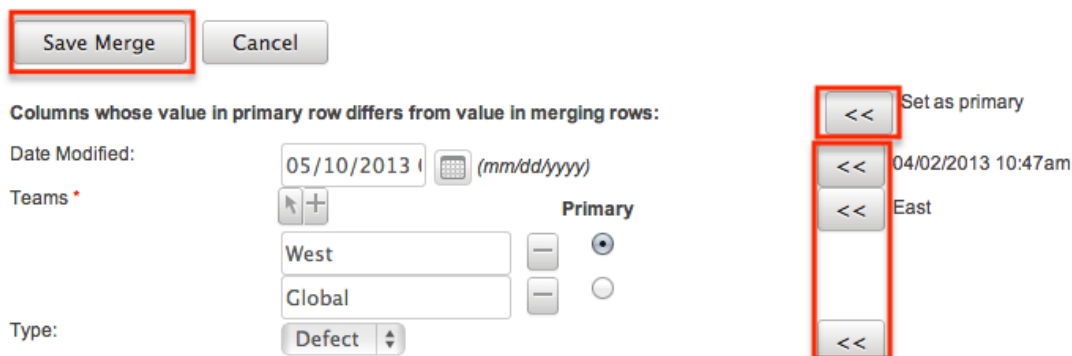 Save Merge Cancel
Columns whose value in primary row differs from value in merging rows: << Set as primary
Date Modified: 05/10/2013 (mm/dd/yyyy) << 04/02/2013 10:47am
Teams * Primary << East
West
Global
Type: Defect <<